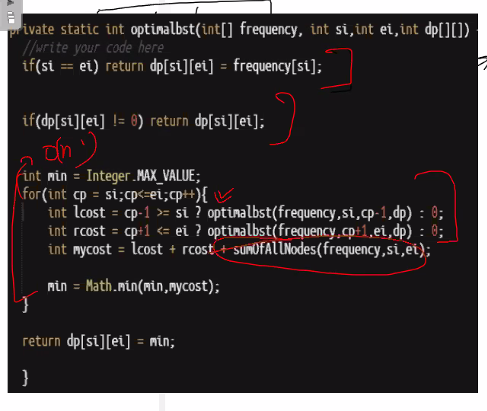 private static int optimalbst(int[] frequency, int si,int ei,int dp[][]) {
//write your code here
if(si == ei) return dp[si][ei] = frequency[si];
if(dp[si][ei] != 0) return dp[si][ei];
int min = Integer.MAX_VALUE;
for(int cp = si;cp<=ei;cp++){
int lcost = cp-1 >= si ? optimalbst(frequency,si,cp-1,dp) : 0;
int rcost = cp+1 <= ei ? optimalbst(frequency,cp+1,ei,dp) : 0;
int mycost = lcost + rcost + sumOfAllNodes(frequency,si,ei);
min = Math.min(min,mycost);
}
return dp[si][ei] = min;
}